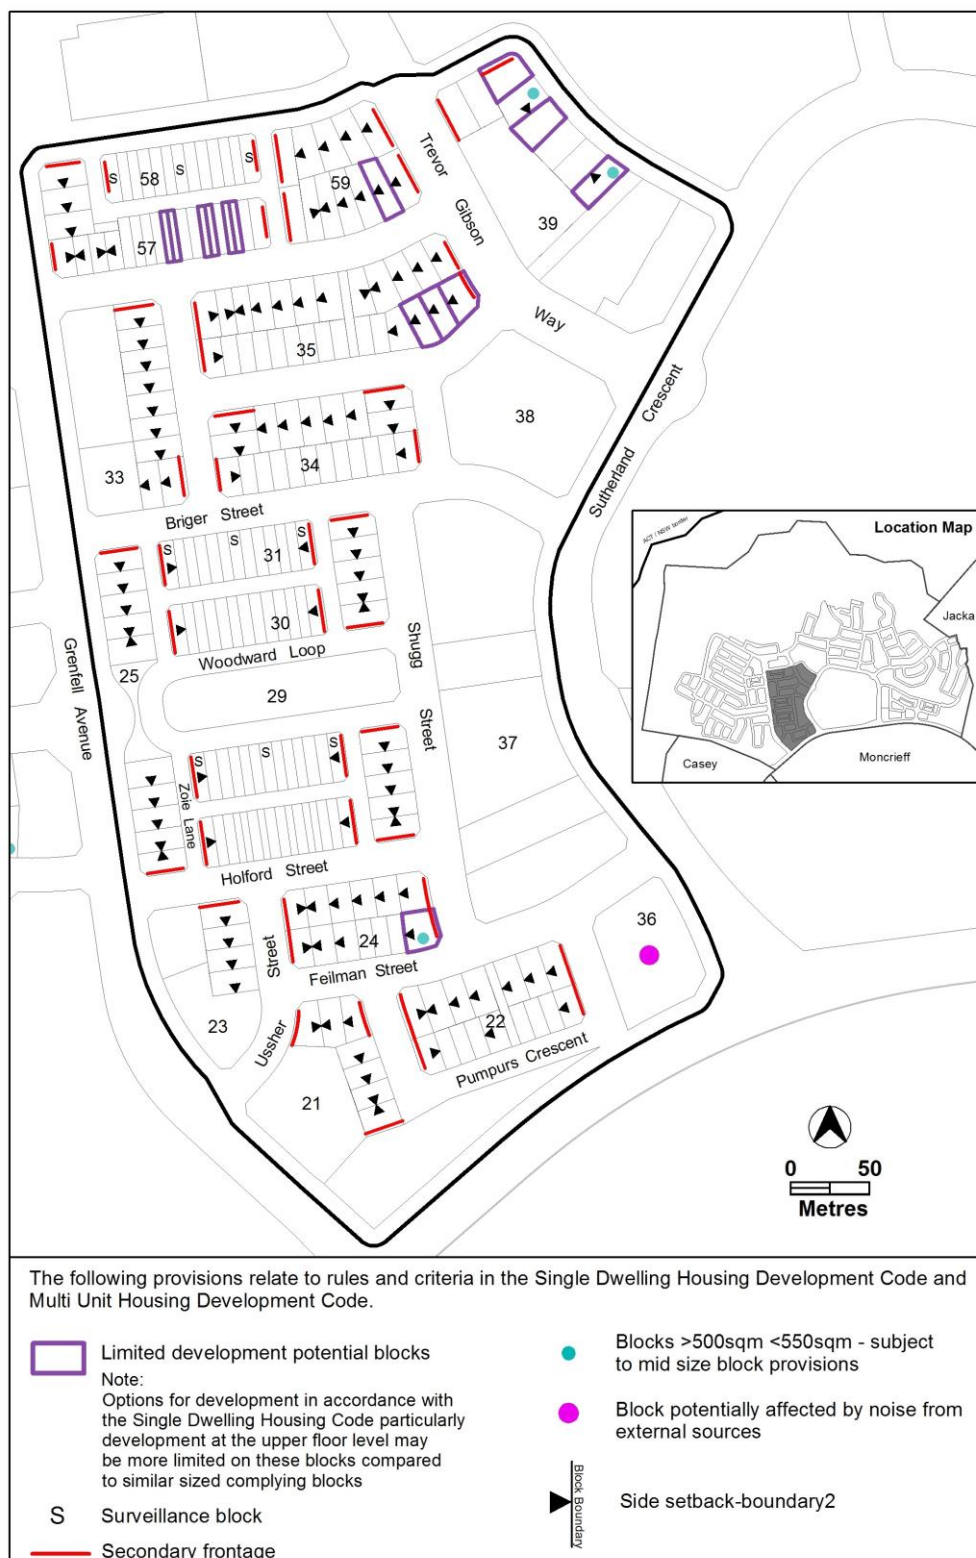 58
S
S
S
59
57
Trevor
Gibson
Way
39
35
38
33
34
Briger Street
Sutherland Crescent
31
S
S
S
30
Woodward Loop
25
29
Grenfell Avenue
Shugg Street
37
S
S
S
Zoie Lane
Holford Street
24
Feilman Street
Ussher Street
23
22
Pumpurs Crescent
21
36
Location Map
ACT / NSW border
Jacka
Casey
Moncrieff
0 50
Metres
The following provisions relate to rules and criteria in the Single Dwelling Housing Development Code and
Multi Unit Housing Development Code.
Limited development potential blocks
Note:
Options for development in accordance with
the Single Dwelling Housing Code particularly
development at the upper floor level may
be more limited on these blocks compared
to similar sized complying blocks
S Surveillance block
Secondary frontage
Blocks >500sqm <550sqm - subject
to mid size block provisions
Block potentially affected by noise from
external sources
Block Boundary
Side setback-boundary2